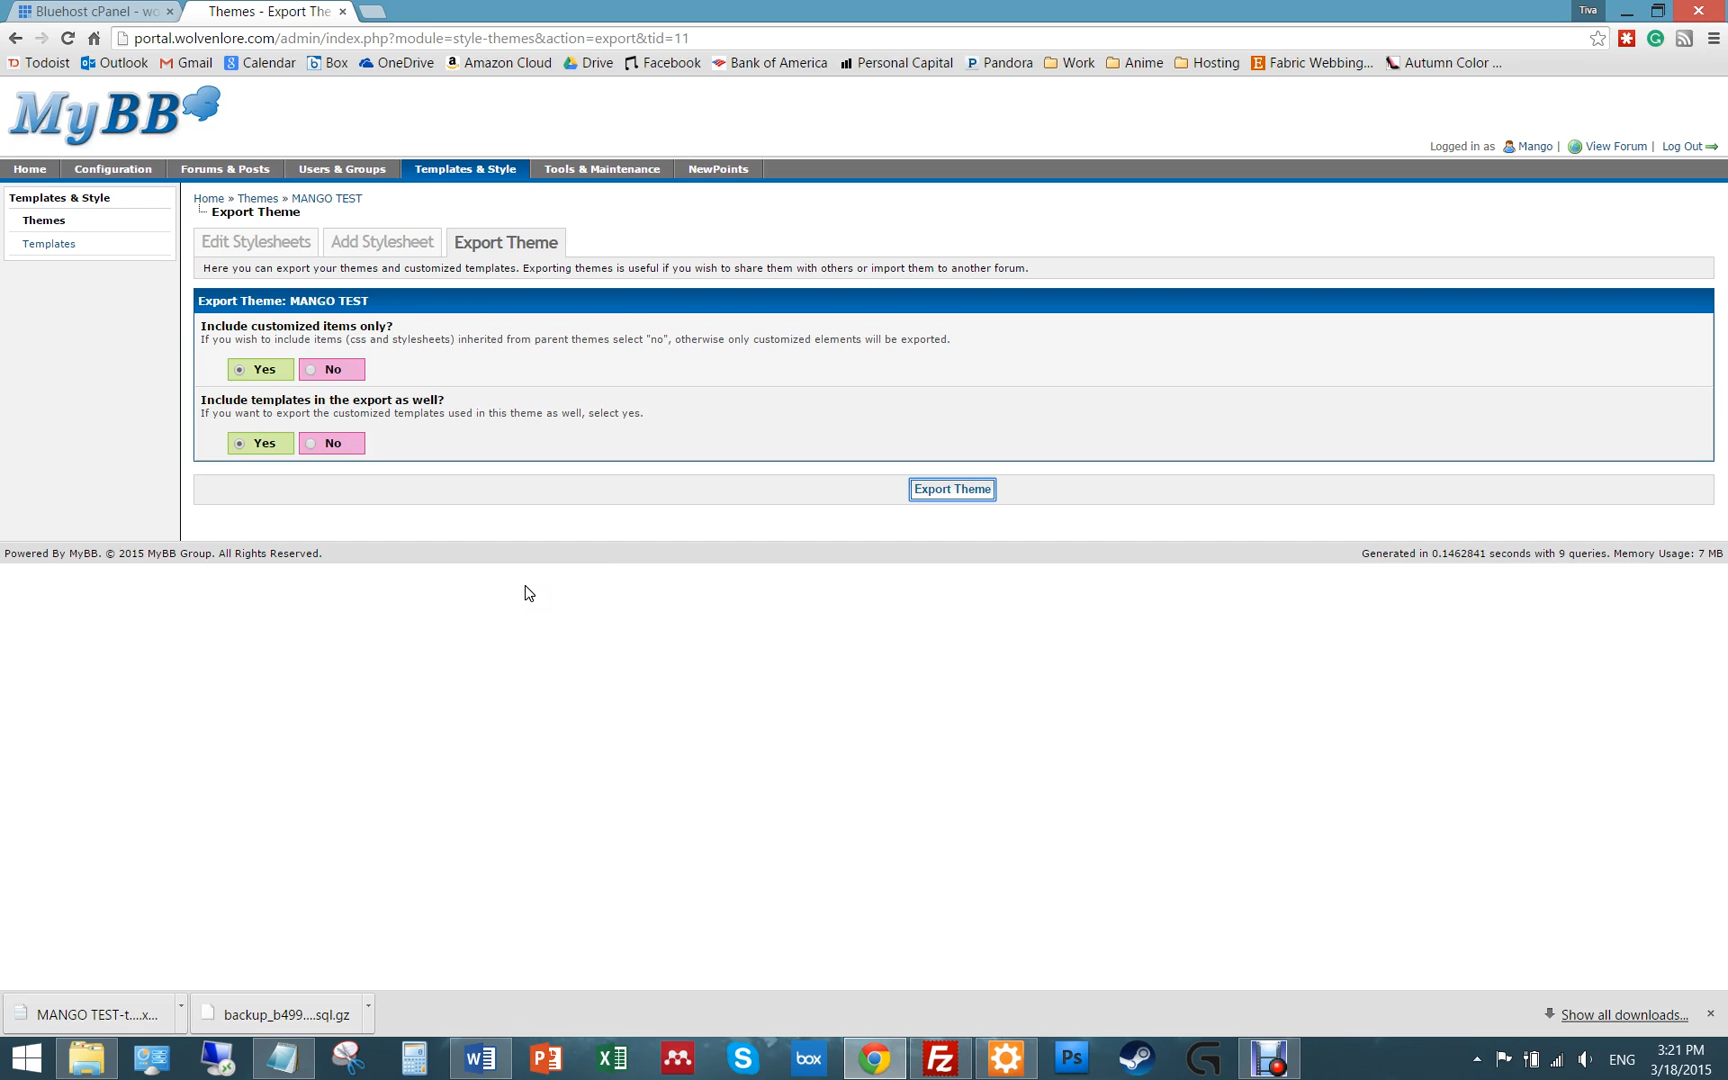 Bluehost cPanel - wo
Themes - Export The
Tiva
portal.wolvenlore.com/admin/index.php?module=style-themes&action=export&tid=11
Todoist Outlook Gmail Calendar Box OneDrive Amazon Cloud Drive Facebook Bank of America Personal Capital Pandora Work Anime Hosting Fabric Webbing... Autumn Color ...
MyBB
Logged in as Mango | View Forum | Log Out
Home Configuration Forums & Posts Users & Groups Templates & Style Tools & Maintenance NewPoints
Templates & Style
Themes
Templates
Home » Themes » MANGO TEST
Export Theme
Edit Stylesheets Add Stylesheet Export Theme
Here you can export your themes and customized templates. Exporting themes is useful if you wish to share them with others or import them to another forum.
Export Theme: MANGO TEST
Include customized items only?
If you wish to include items (css and stylesheets) inherited from parent themes select "no", otherwise only customized elements will be exported.
Yes No
Include templates in the export as well?
If you want to export the customized templates used in this theme as well, select yes.
Yes No
Export Theme
Powered By MyBB. © 2015 MyBB Group. All Rights Reserved.
Generated in 0.1462841 seconds with 9 queries. Memory Usage: 7 MB
MANGO TEST-t....x...
backup_b499....sql.gz
Show all downloads...
box
Fz
Ps
ENG
3:21 PM
3/18/2015